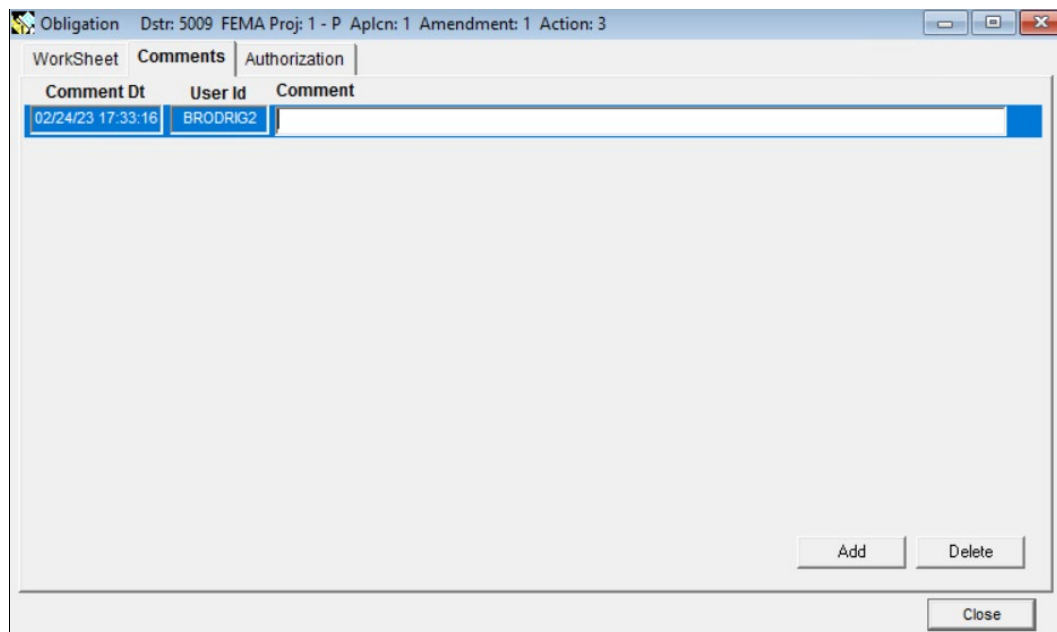 Obligation Dstr: 5009 FEMA Proj: 1 - P Aplcn: 1 Amendment: 1 Action: 3
WorkSheet Comments Authorization
Comment Dt User Id Comment
02/24/23 17:33:16 BRODRIG2
Add Delete
Close